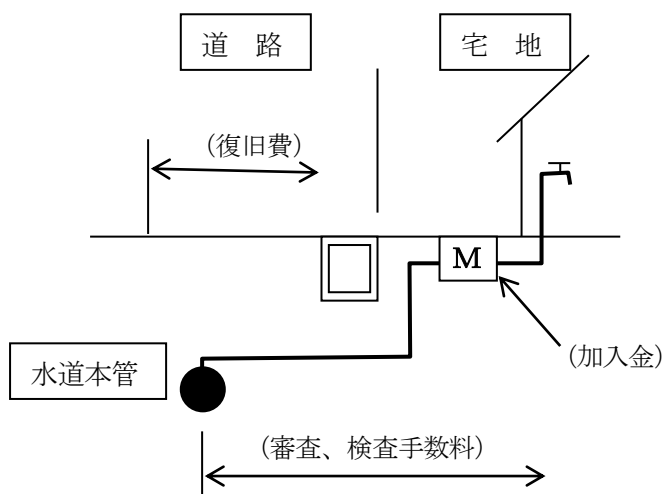 道　路
宅　地
(復旧費)
M
(加入金)
水道本管
(審査、検査手数料)